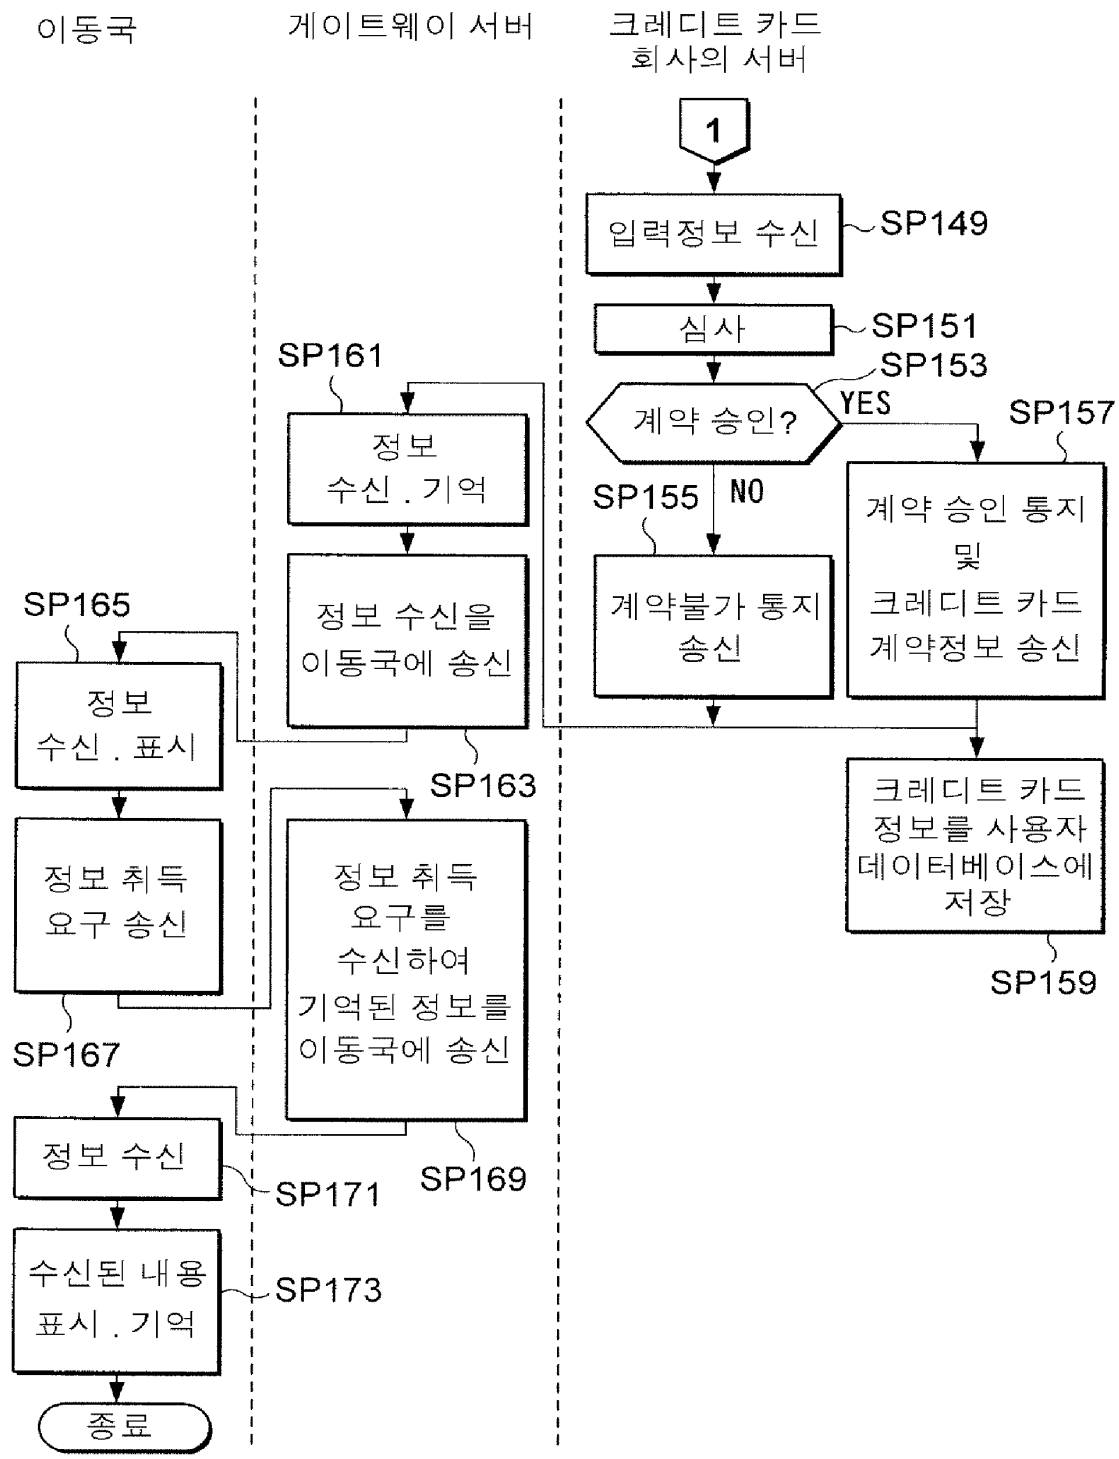 이동국
게이트웨이 서버
크레디트 카드
회사의 서버
1
입력정보 수신
SP149
심사
SP151
계약 승인?
SP153
YES
NO
SP155
계약불가 통지
송신
SP157
계약 승인 통지
및
크레디트 카드
계약정보 송신
크레디트 카드
정보를 사용자
데이터베이스에
저장
SP159
SP161
정보
수신 . 기억
정보 수신을
이동국에 송신
SP163
SP165
정보
수신 . 표시
정보 취득
요구 송신
SP167
정보 취득
요구를
수신하여
기억된 정보를
이동국에 송신
SP169
정보 수신
SP171
수신된 내용
표시 . 기억
SP173
종료